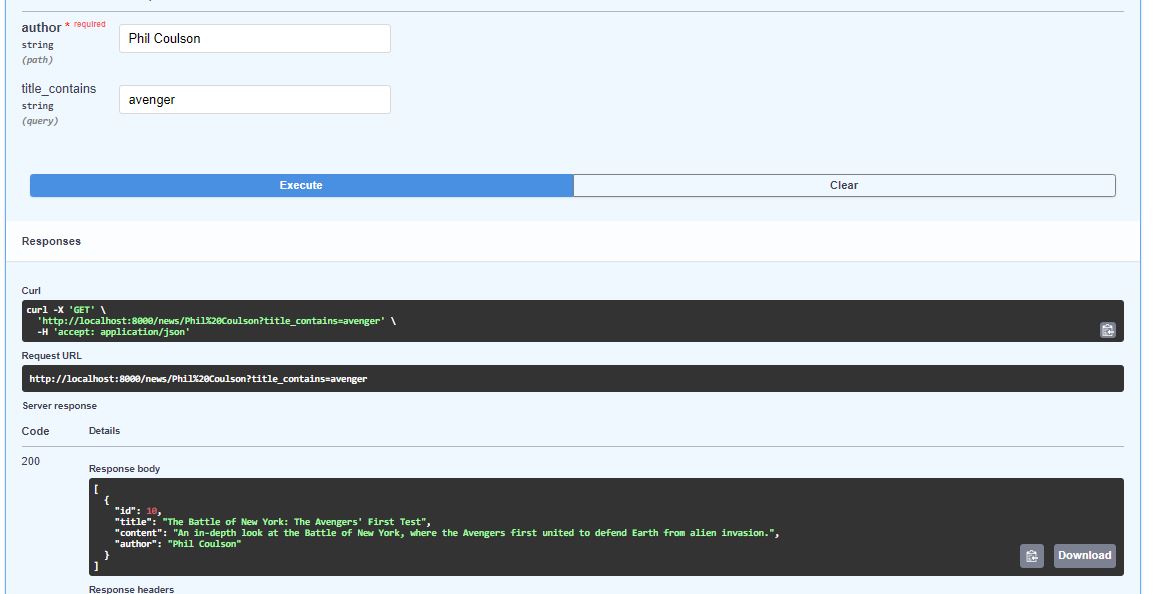 author * required
string
(path)
Phil Coulson
title_contains
string
(query)
avenger
Execute
Clear
Responses
Curl
curl -X 'GET' \
  'http://localhost:8000/news/Phil%20Coulson?title_contains=avenger' \
  -H 'accept: application/json'
Request URL
http://localhost:8000/news/Phil%20Coulson?title_contains=avenger
Server response
Code Details
200
Response body
[
  {
    "id": 10,
    "title": "The Battle of New York: The Avengers' First Test",
    "content": "An in-depth look at the Battle of New York, where the Avengers first united to defend Earth from alien invasion.",
    "author": "Phil Coulson"
  }
]
Download
Response headers